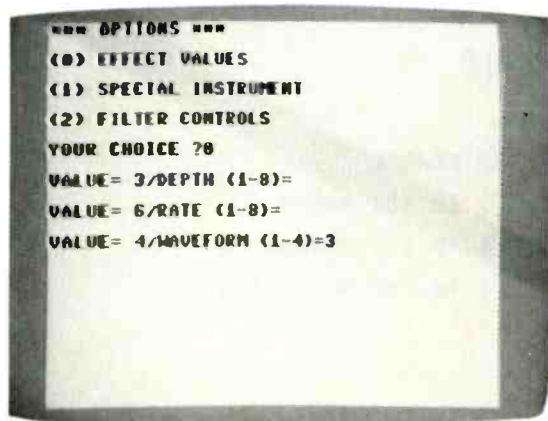 *** OPTIONS ***
(0) EFFECT VALUES
(1) SPECIAL INSTRUMENT
(2) FILTER CONTROLS
YOUR CHOICE ?0
VALUE= 3/DEPTH (1-8)=
VALUE= 6/RATE (1-8)=
VALUE= 4/WAVEFORM (1-4)=3